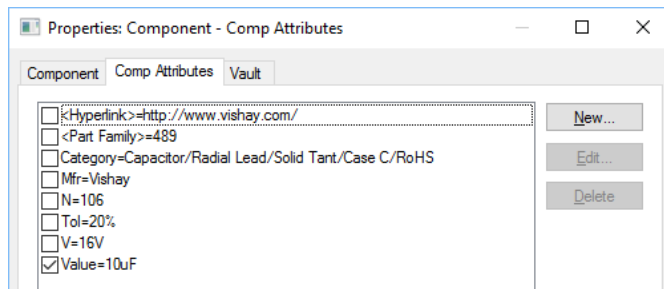 Properties: Component - Comp Attributes
Component Comp Attributes Vault
<Hyperlink>=http://www.vishay.com/
<Part Family>=489
Category=Capacitor/Radial Lead/Solid Tant/Case C/RoHS
Mfr=Vishay
N=106
Tol=20%
V=16V
Value=10uF
New...
Edit...
Delete